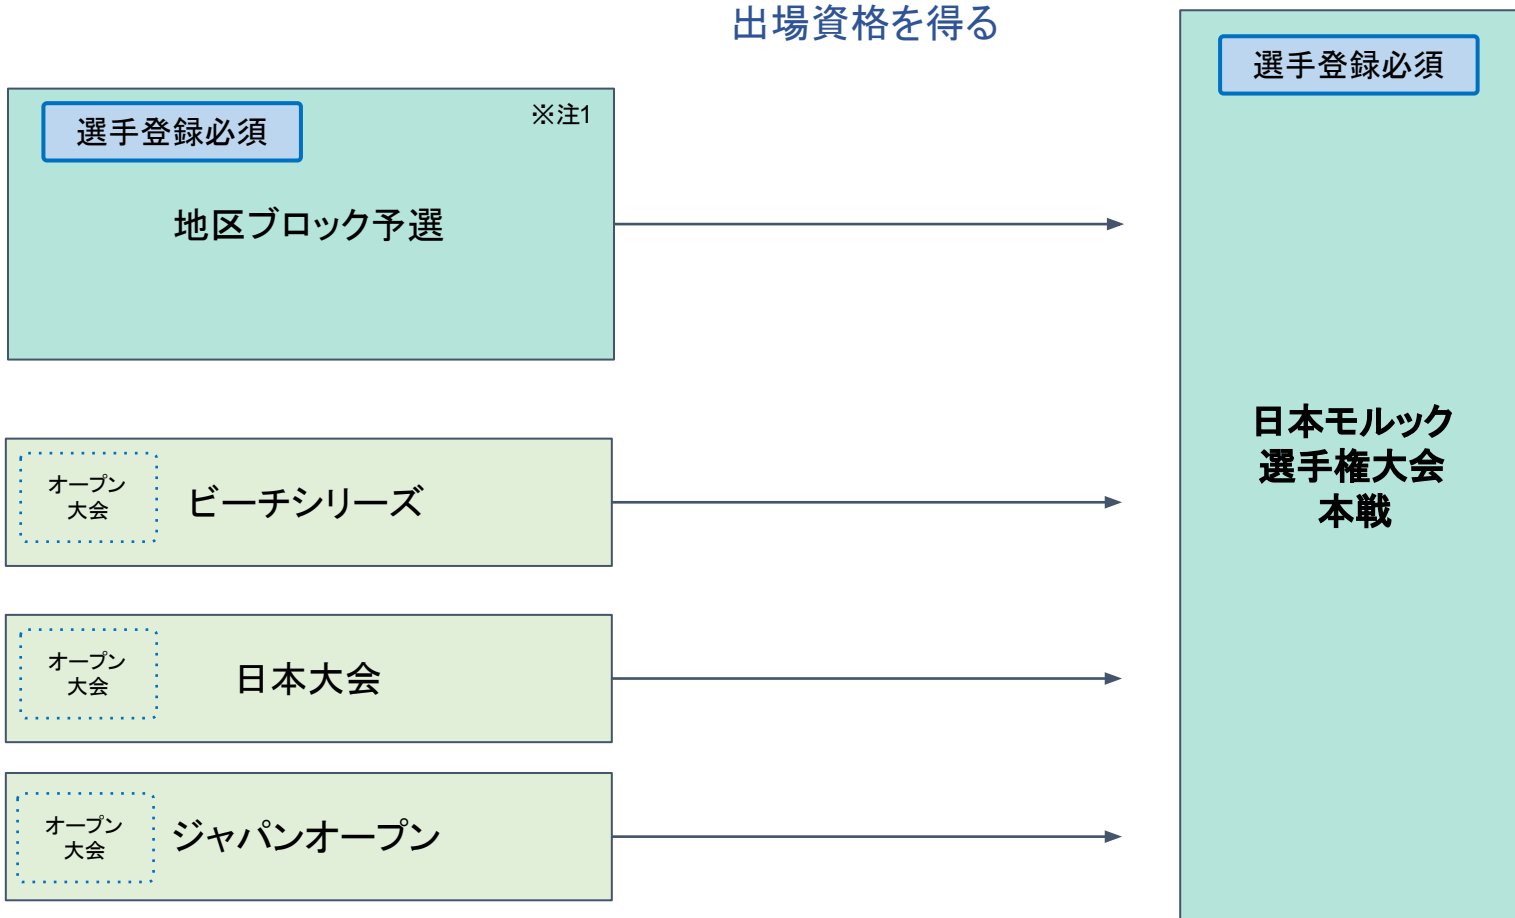 出場資格を得る
選手登録必須
※注1
地区ブロック予選
オープン
大会
ビーチシリーズ
オープン
大会
日本大会
オープン
大会
ジャパンオープン
選手登録必須
日本モルック
選手権大会
本戦